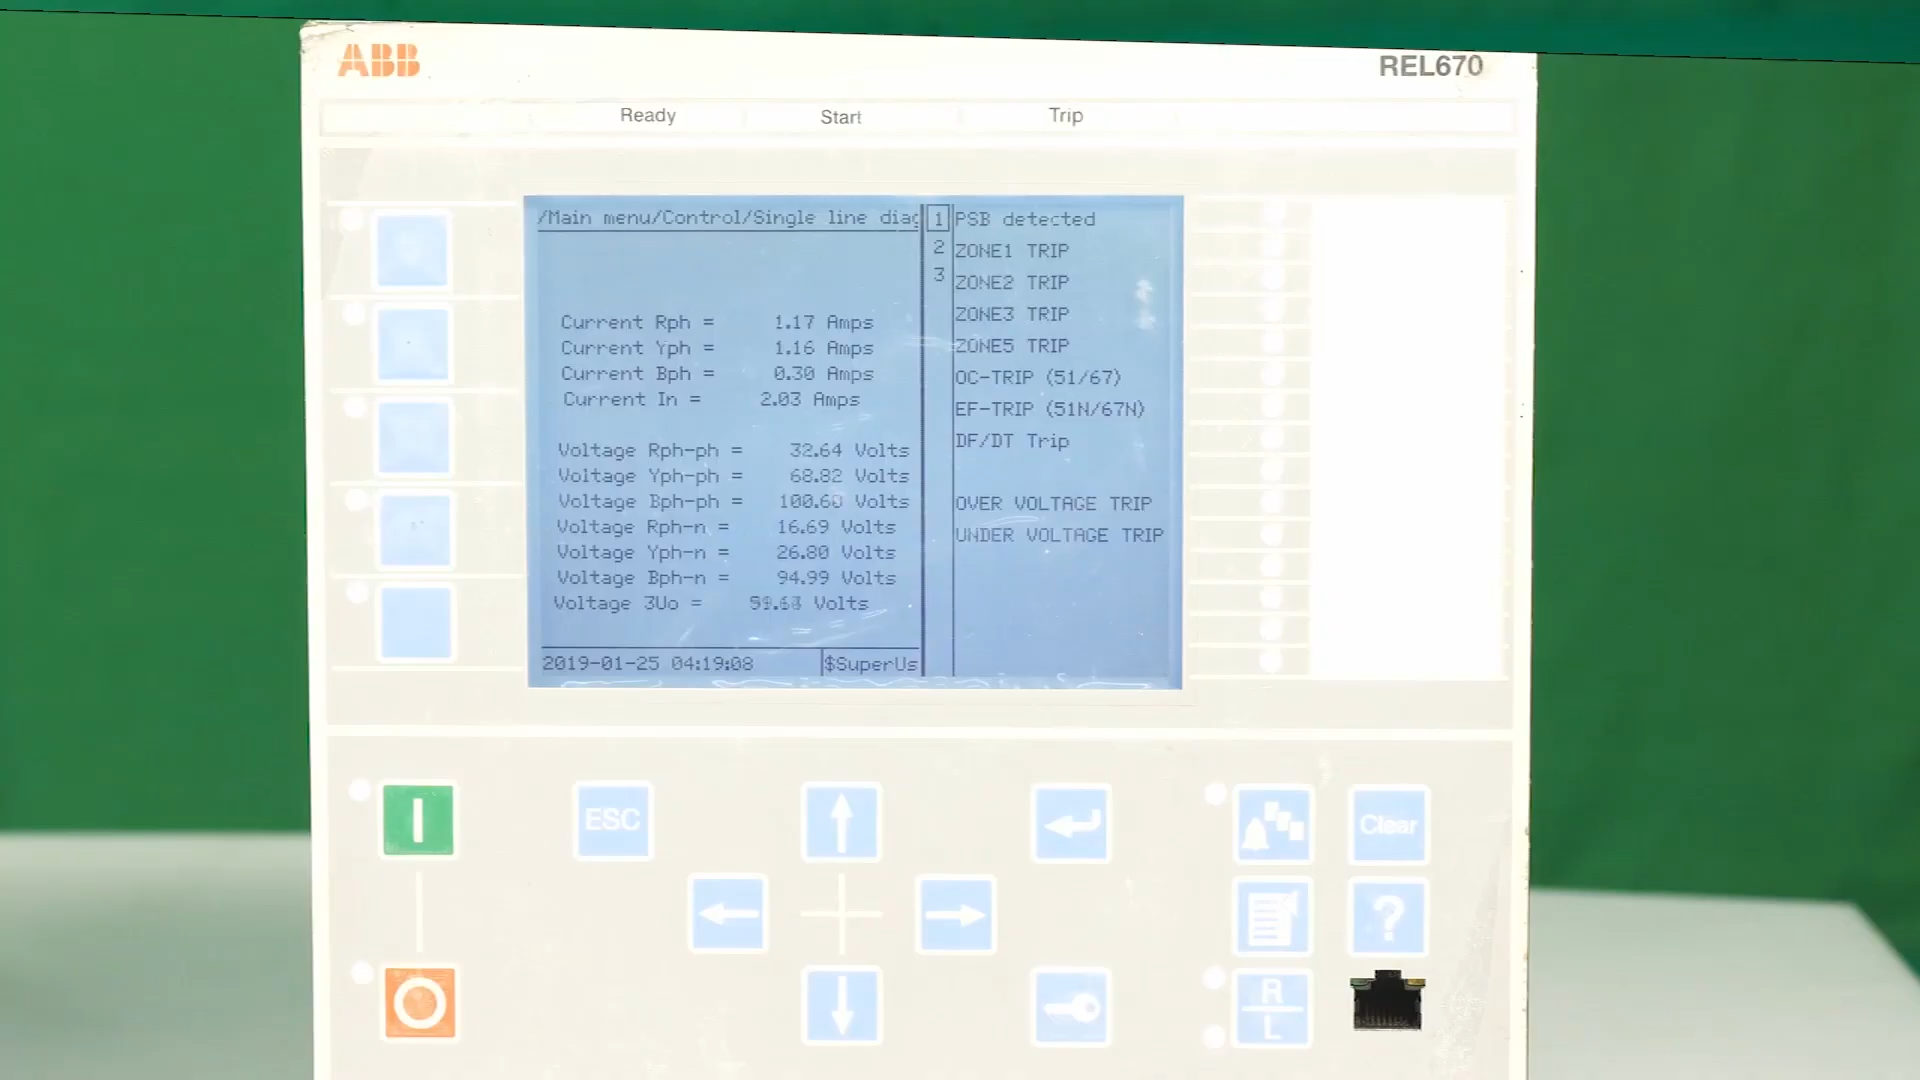 ABB
REL670
Ready Start Trip
/Main menu/Control/Single line diag
Current Rph = 1.17 Amps
Current Yph = 1.16 Amps
Current Bph = 0.30 Amps
Current In = 2.03 Amps
Voltage Rph-ph = 32.64 Volts
Voltage Yph-ph = 68.82 Volts
Voltage Bph-ph = Volts
Voltage Rph-n = 16.69 Volts
Voltage Yph-n = 26.80 Volts
Voltage Bph-n = 94.99 Volts
Voltage 3Uo = Volts
2019-01-25 04:19:08 $SuperUs
1
2
3
PSB detected
ZONE1 TRIP
ZONE2 TRIP
ZONE3 TRIP
ZONE5 TRIP
OC-TRIP (51/67)
EF-TRIP (51N/67N)
DF/DT Trip
OVER VOLTAGE TRIP
UNDER VOLTAGE TRIP
I
ESC
Clear
?
O
R
L